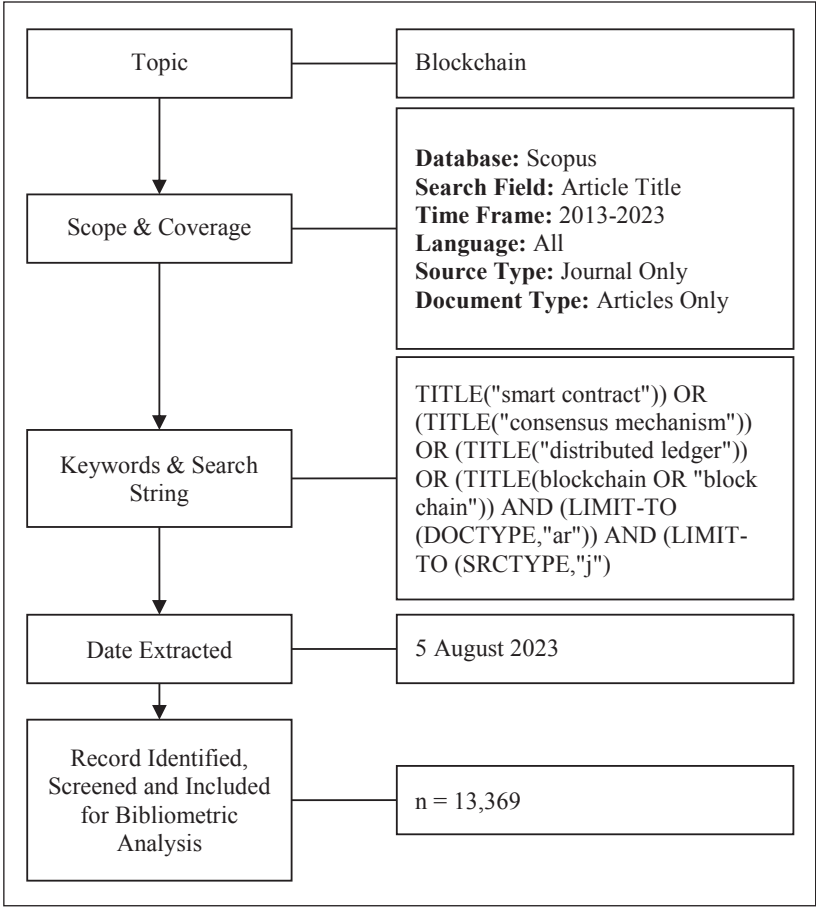 Topic
Blockchain
Scope & Coverage
Database: Scopus
Search Field: Article Title
Time Frame: 2013-2023
Language: All
Source Type: Journal Only
Document Type: Articles Only
Keywords & Search
String
TITLE("smart contract")) OR
(TITLE("consensus mechanism"))
OR (TITLE("distributed ledger"))
OR (TITLE(blockchain OR "block
chain")) AND (LIMIT-TO
(DOCTYPE,"ar")) AND (LIMIT-
TO (SRCTYPE,"j")
Date Extracted
5 August 2023
Record Identified,
Screened and Included
for Bibliometric
Analysis
n = 13,369